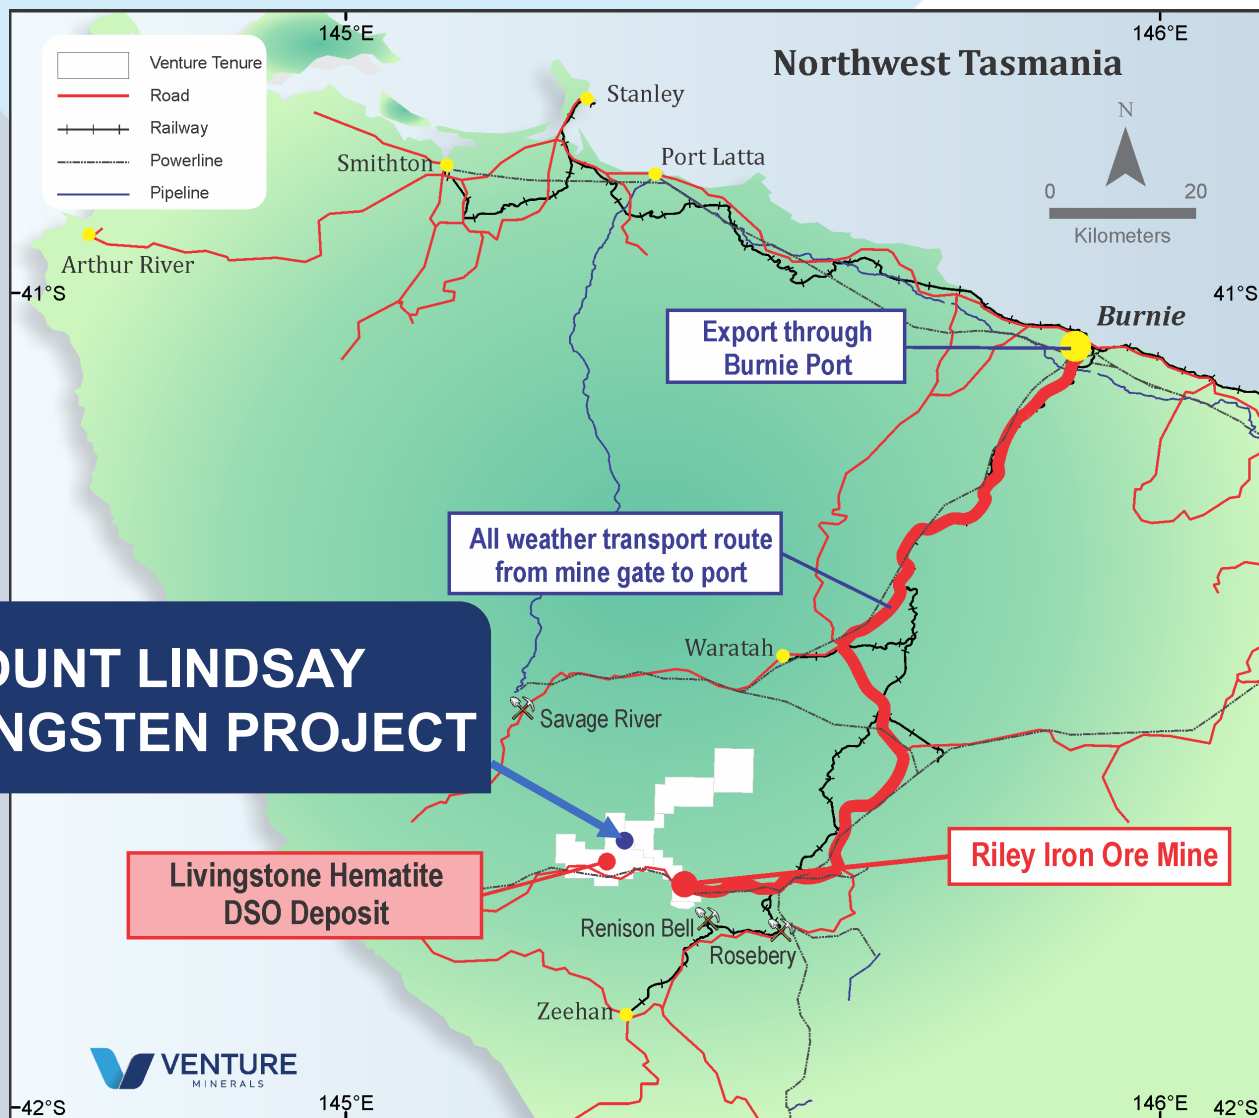 145°E
146°E
Northwest Tasmania
Venture Tenure
Road
Railway
Powerline
Pipeline
Stanley
Smithton
Port Latta
N
0
20
Kilometers
Arthur River
41°S
41°S
Burnie
Export through
Burnie Port
All weather transport route
from mine gate to port
Waratah
OUNT LINDSAY
NGSTEN PROJECT
Savage River
Livingstone Hematite
DSO Deposit
Riley Iron Ore Mine
Renison Bell
Rosebery
Zeehan
VENTURE
MINERALS
42°S
145°E
146°E
42°S